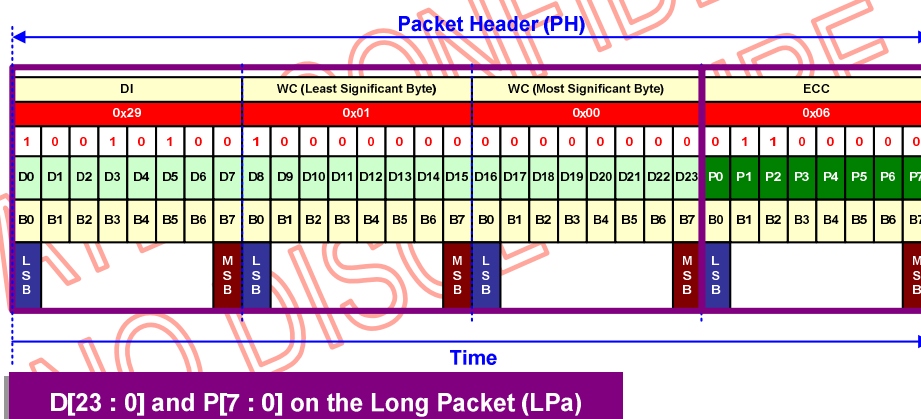 Packet Header (PH)
DI WC (Least Significant Byte) WC (Most Significant Byte) ECC
0x29 0x01 0x00 0x06
1 0 0 1 0 1 0 0 1 0 0 0 0 0 0 0 0 0 0 0 0 0 0 0 0 1 1 0 0 0 0 0
D0 D1 D2 D3 D4 D5 D6 D7 D8 D9 D10 D11 D12 D13 D14 D15 D16 D17 D18 D19 D20 D21 D22 D23 P0 P1 P2 P3 P4 P5 P6 P7
B0 B1 B2 B3 B4 B5 B6 B7 B0 B1 B2 B3 B4 B5 B6 B7 B0 B1 B2 B3 B4 B5 B6 B7 B0 B1 B2 B3 B4 B5 B6 B7
LSB MSB LSB MSB LSB MSB LSB MSB
Time
D[23 : 0] and P[7 : 0] on the Long Packet (LPa)